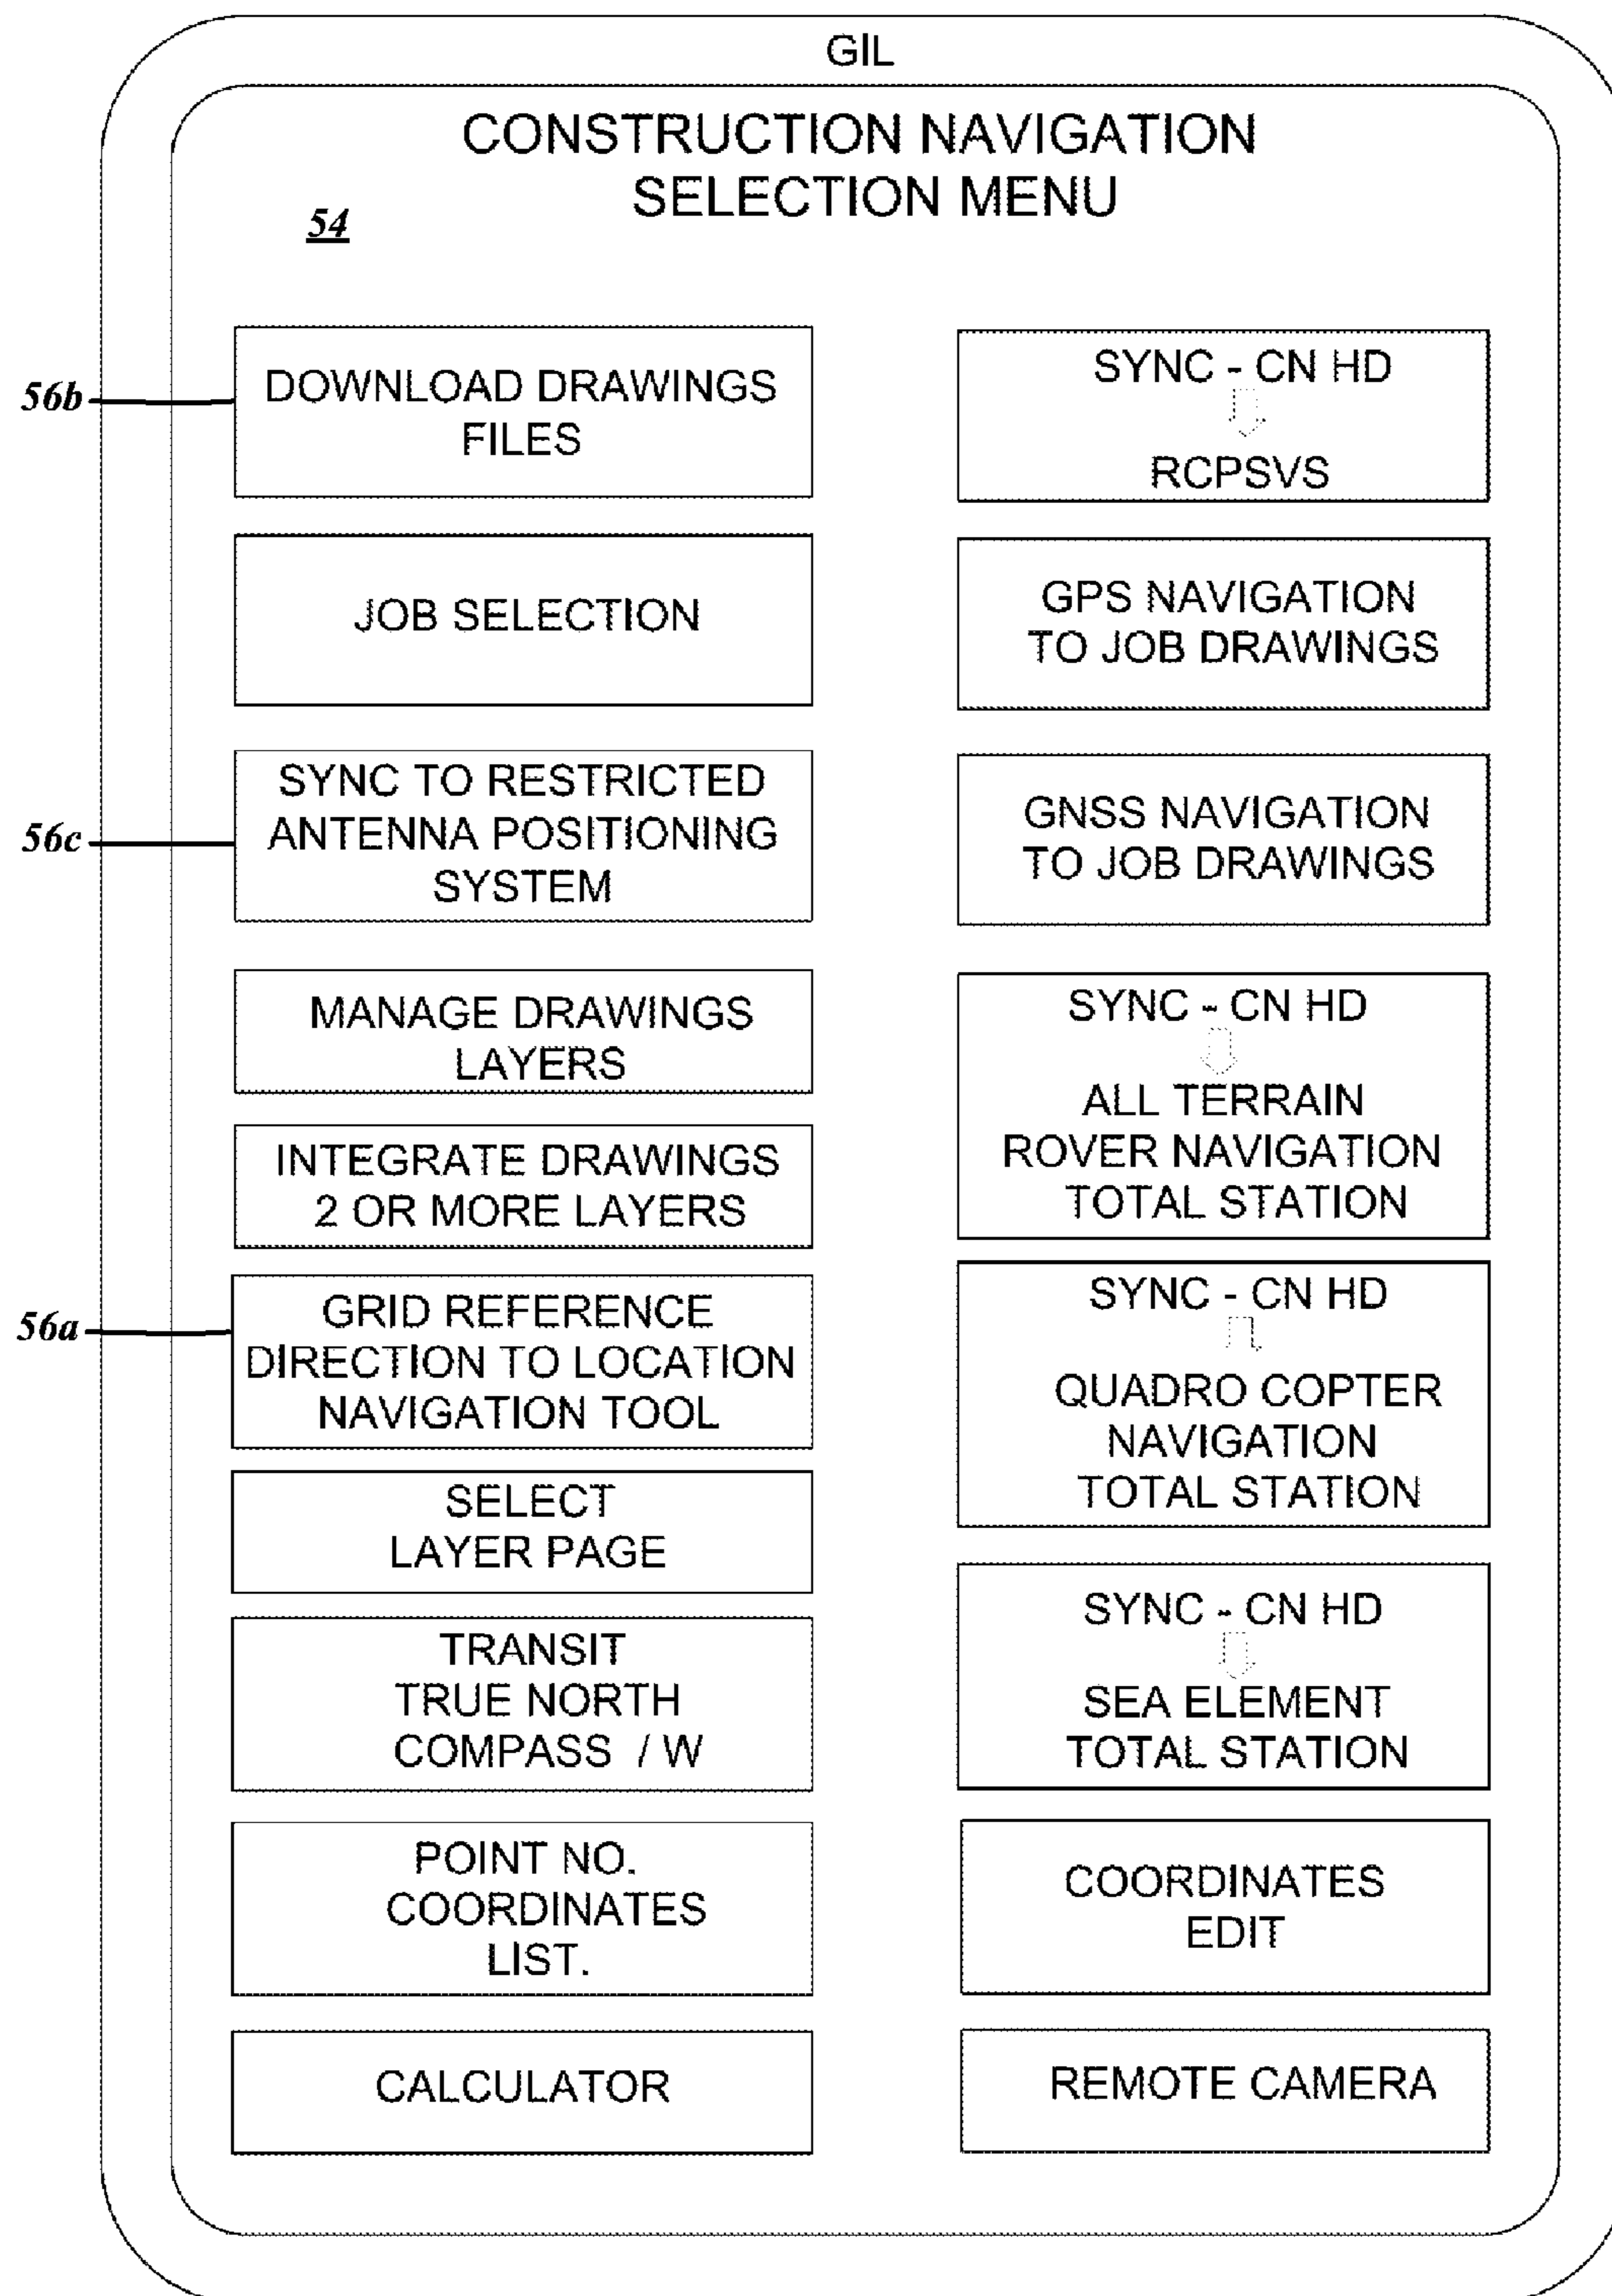 GIL
CONSTRUCTION NAVIGATION
SELECTION MENU
54
56b
DOWNLOAD DRAWINGS
FILES
JOB SELECTION
56c
SYNC TO RESTRICTED
ANTENNA POSITIONING
SYSTEM
MANAGE DRAWINGS
LAYERS
INTEGRATE DRAWINGS
2 OR MORE LAYERS
56a
GRID REFERENCE
DIRECTION TO LOCATION
NAVIGATION TOOL
SELECT
LAYER PAGE
TRANSIT
TRUE NORTH
COMPASS / W
POINT NO.
COORDINATES
LIST.
CALCULATOR
SYNC - CN HD
RCPSVS
GPS NAVIGATION
TO JOB DRAWINGS
GNSS NAVIGATION
TO JOB DRAWINGS
SYNC - CN HD
ALL TERRAIN
ROVER NAVIGATION
TOTAL STATION
SYNC - CN HD
QUADRO COPTER
NAVIGATION
TOTAL STATION
SYNC - CN HD
SEA ELEMENT
TOTAL STATION
COORDINATES
EDIT
REMOTE CAMERA